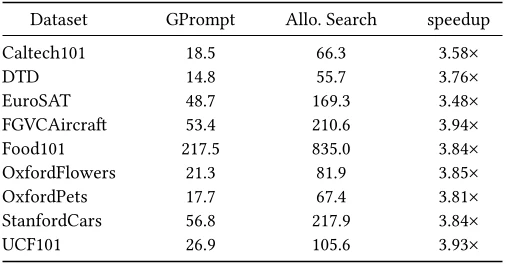 Dataset GPrompt Allo. Search speedup
Caltech101 18.5 66.3 3.58×
DTD 14.8 55.7 3.76×
EuroSAT 48.7 169.3 3.48×
FGVCAircraft 53.4 210.6 3.94×
Food101 217.5 835.0 3.84×
OxfordFlowers 21.3 81.9 3.85×
OxfordPets 17.7 67.4 3.81×
StanfordCars 56.8 217.9 3.84×
UCF101 26.9 105.6 3.93×